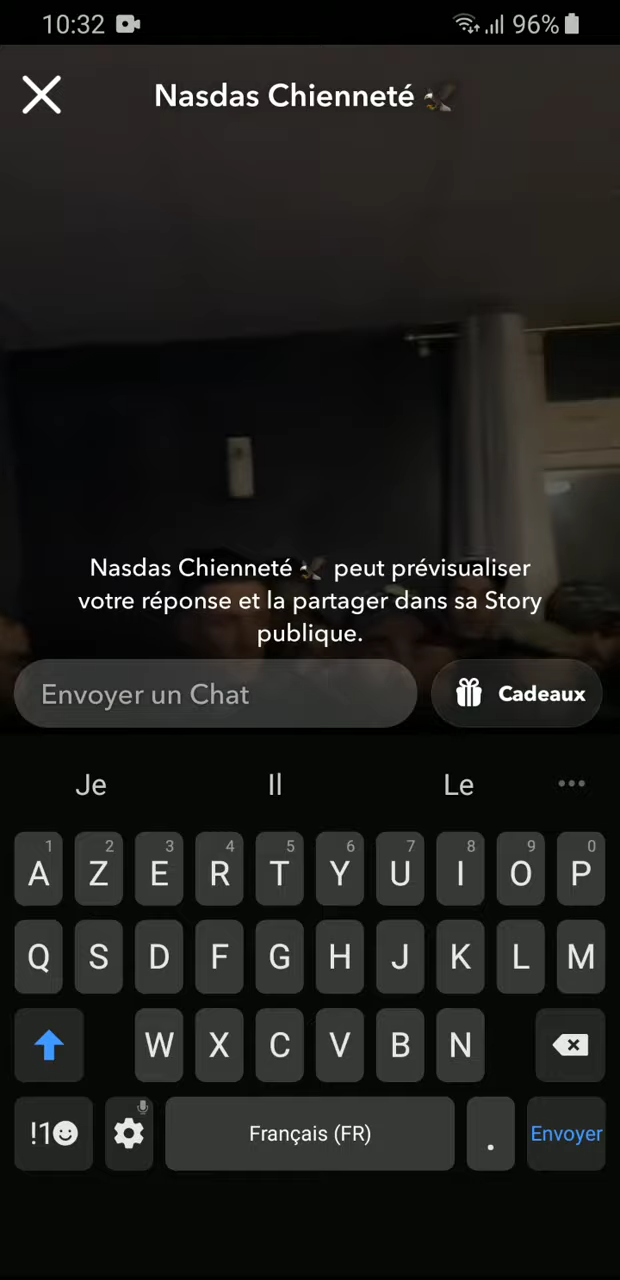 10:32 96%
Nasdas Chienneté 🦅
Nasdas Chienneté 🦅 peut prévisualiser
votre réponse et la partager dans sa Story
publique.
Envoyer un Chat Cadeaux
Je Il Le •••
1 2 3 4 5 6 7 8 9 0
A Z E R T Y U I O P
Q S D F G H J K L M
W X C V B N
!1☻ Français (FR) . Envoyer